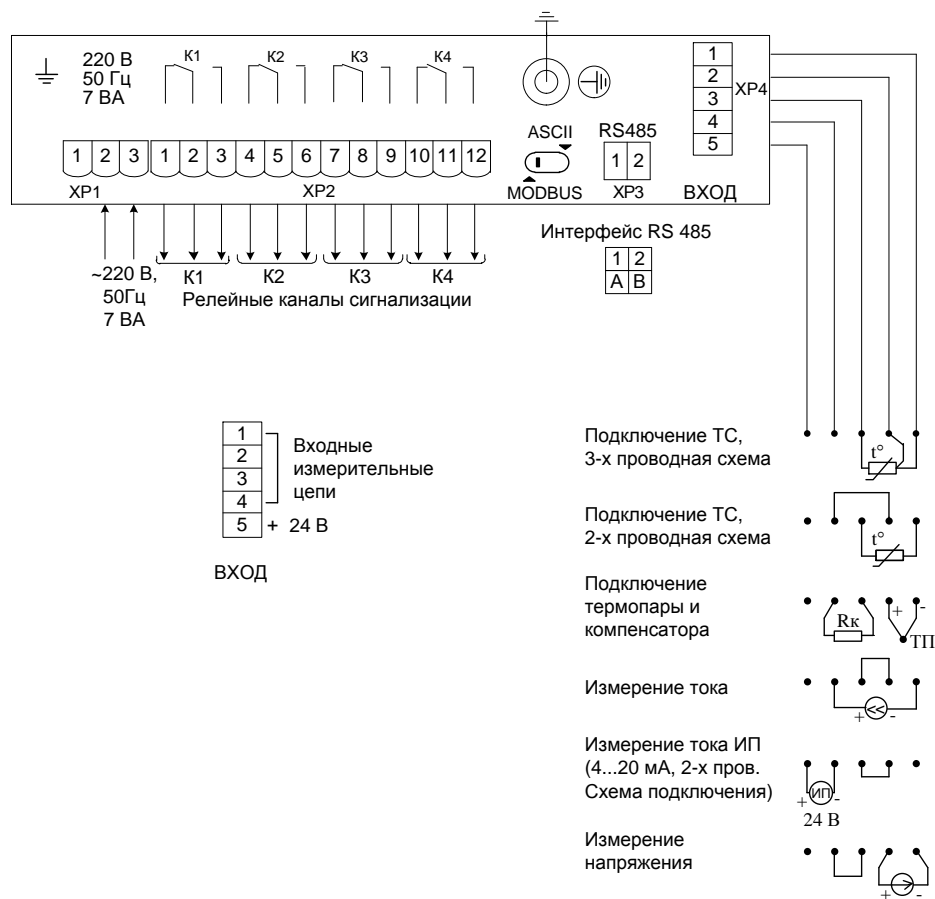 220 В
50 Гц
7 ВА
К1
К2
К3
К4
ASCII
MODBUS
RS485
1 2
ХР3
1
2
3
4
5
ХР4
ВХОД
1 2 3 1 2 3 4 5 6 7 8 9 10 11 12
ХР1
ХР2
~220 В,
50Гц
7 ВА
К1
К2
К3
К4
Релейные каналы сигнализации
Интерфейс RS 485
1 2
А В
1
2
3
4
5
+ 24 В
Входные
измерительные
цепи
ВХОД
Подключение ТС,
3-х проводная схема
t°
Подключение ТС,
2-х проводная схема
t°
Подключение
термопары и
компенсатора
Rк
+ -
ТП
Измерение тока
+ << -
Измерение тока ИП
(4...20 мА, 2-х пров.
Схема подключения)
+ ИП -
24 В
Измерение
напряжения
+ -